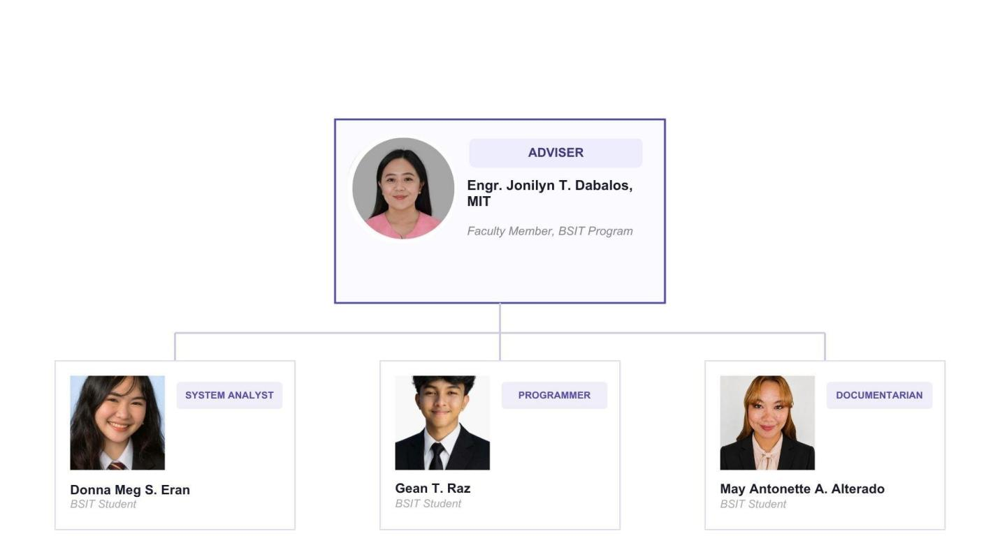 ADVISER
Engr. Jonilyn T. Dabalos,
MIT
Faculty Member, BSIT Program
SYSTEM ANALYST
Donna Meg S. Eran
BSIT Student
PROGRAMMER
Gean T. Raz
BSIT Student
DOCUMENTARIAN
May Antonette A. Alterado
BSIT Student